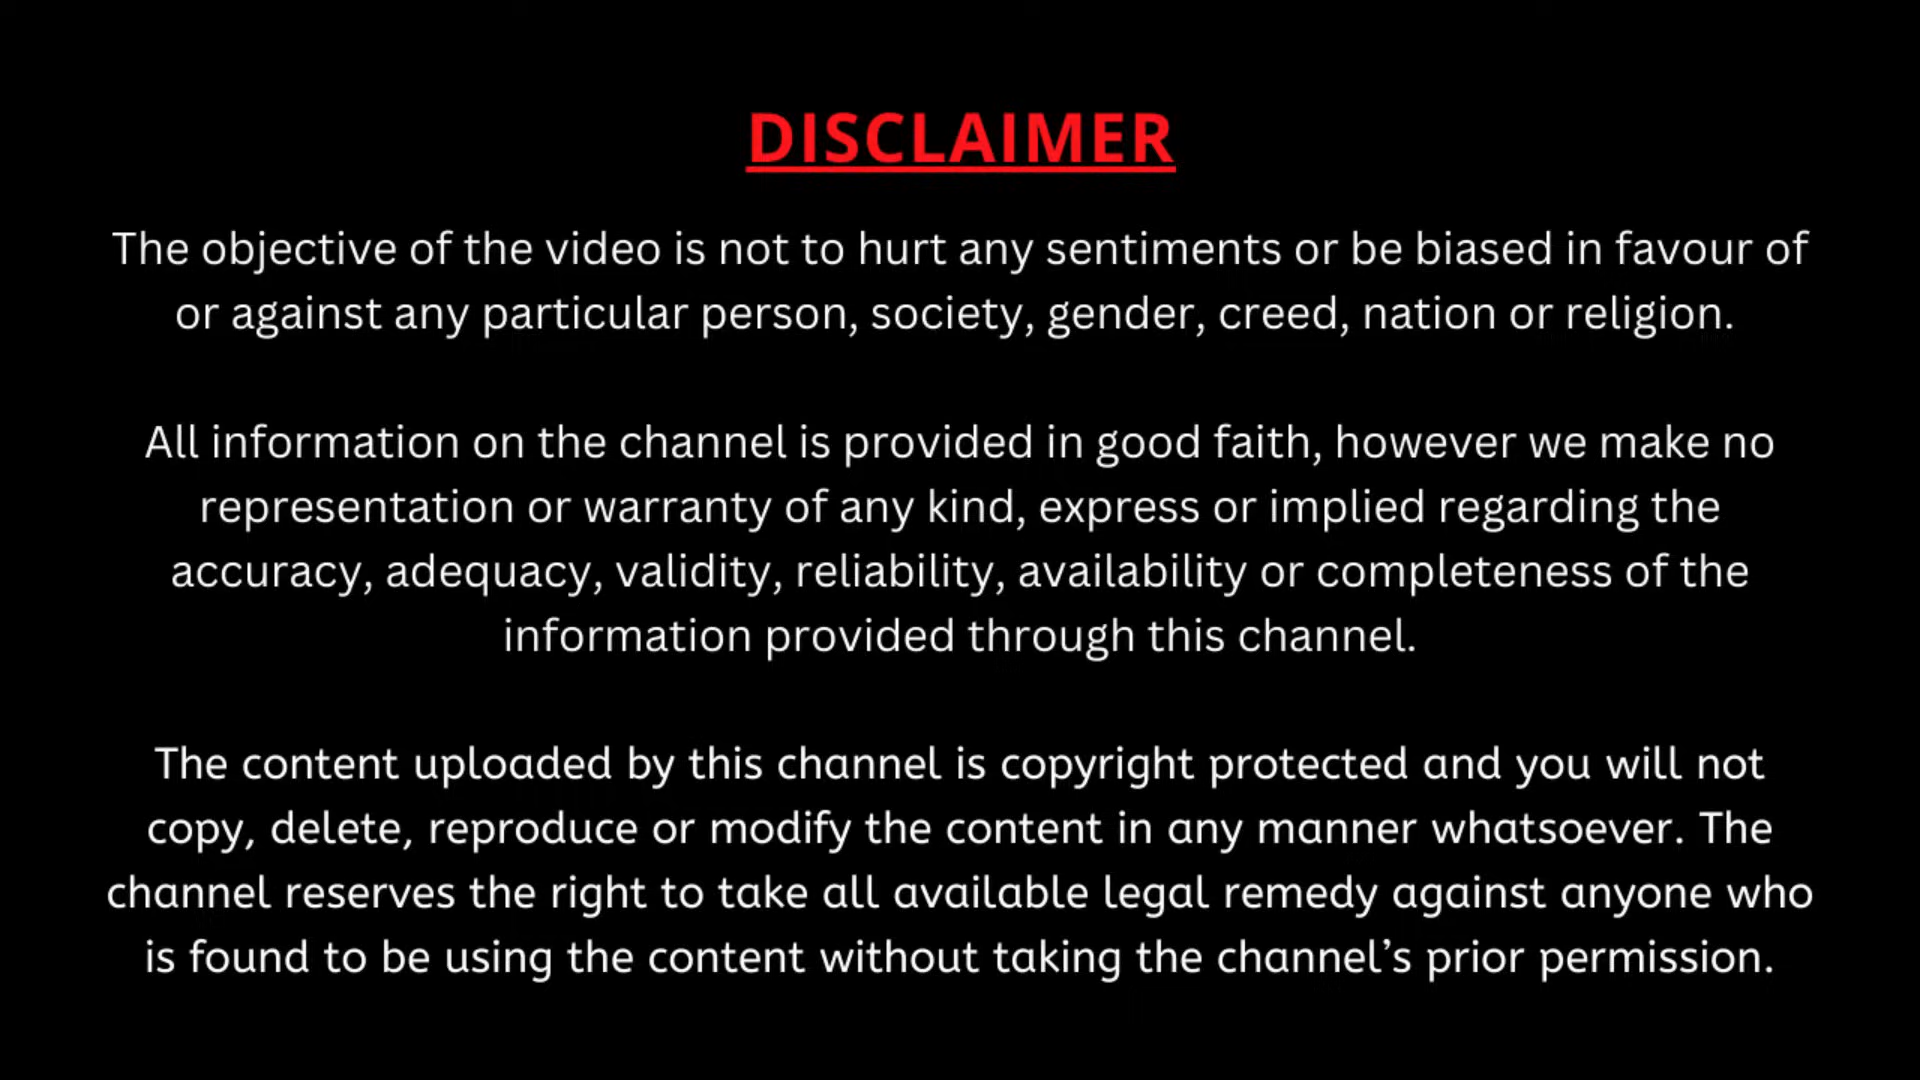 DISCLAIMER
The objective of the video is not to hurt any sentiments or be biased in favour of
or against any particular person, society, gender, creed, nation or religion.
All information on the channel is provided in good faith, however we make no
representation or warranty of any kind, express or implied regarding the
accuracy, adequacy, validity, reliability, availability or completeness of the
information provided through this channel.
The content uploaded by this channel is copyright protected and you will not
copy, delete, reproduce or modify the content in any manner whatsoever. The
channel reserves the right to take all available legal remedy against anyone who
is found to be using the content without taking the channel’s prior permission.